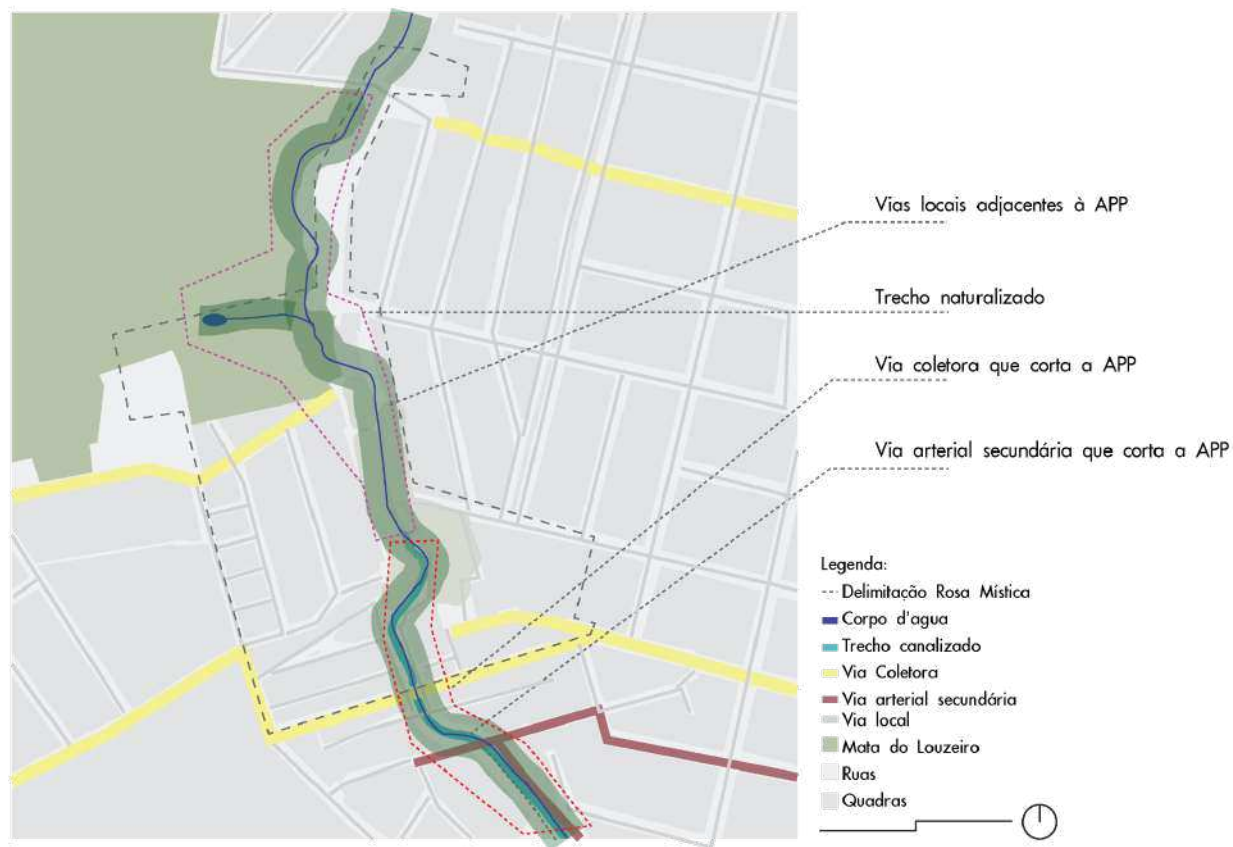 Vias locais adjacentes à APP
Trecho naturalizado
Via coletora que corta a APP
Via arterial secundária que corta a APP
Legenda:
Delimitação Rosa Mística
Corpo d'agua
Trecho canalizado
Via Coletora
Via arterial secundária
Via local
Mata do Louzeiro
Ruas
Quadras